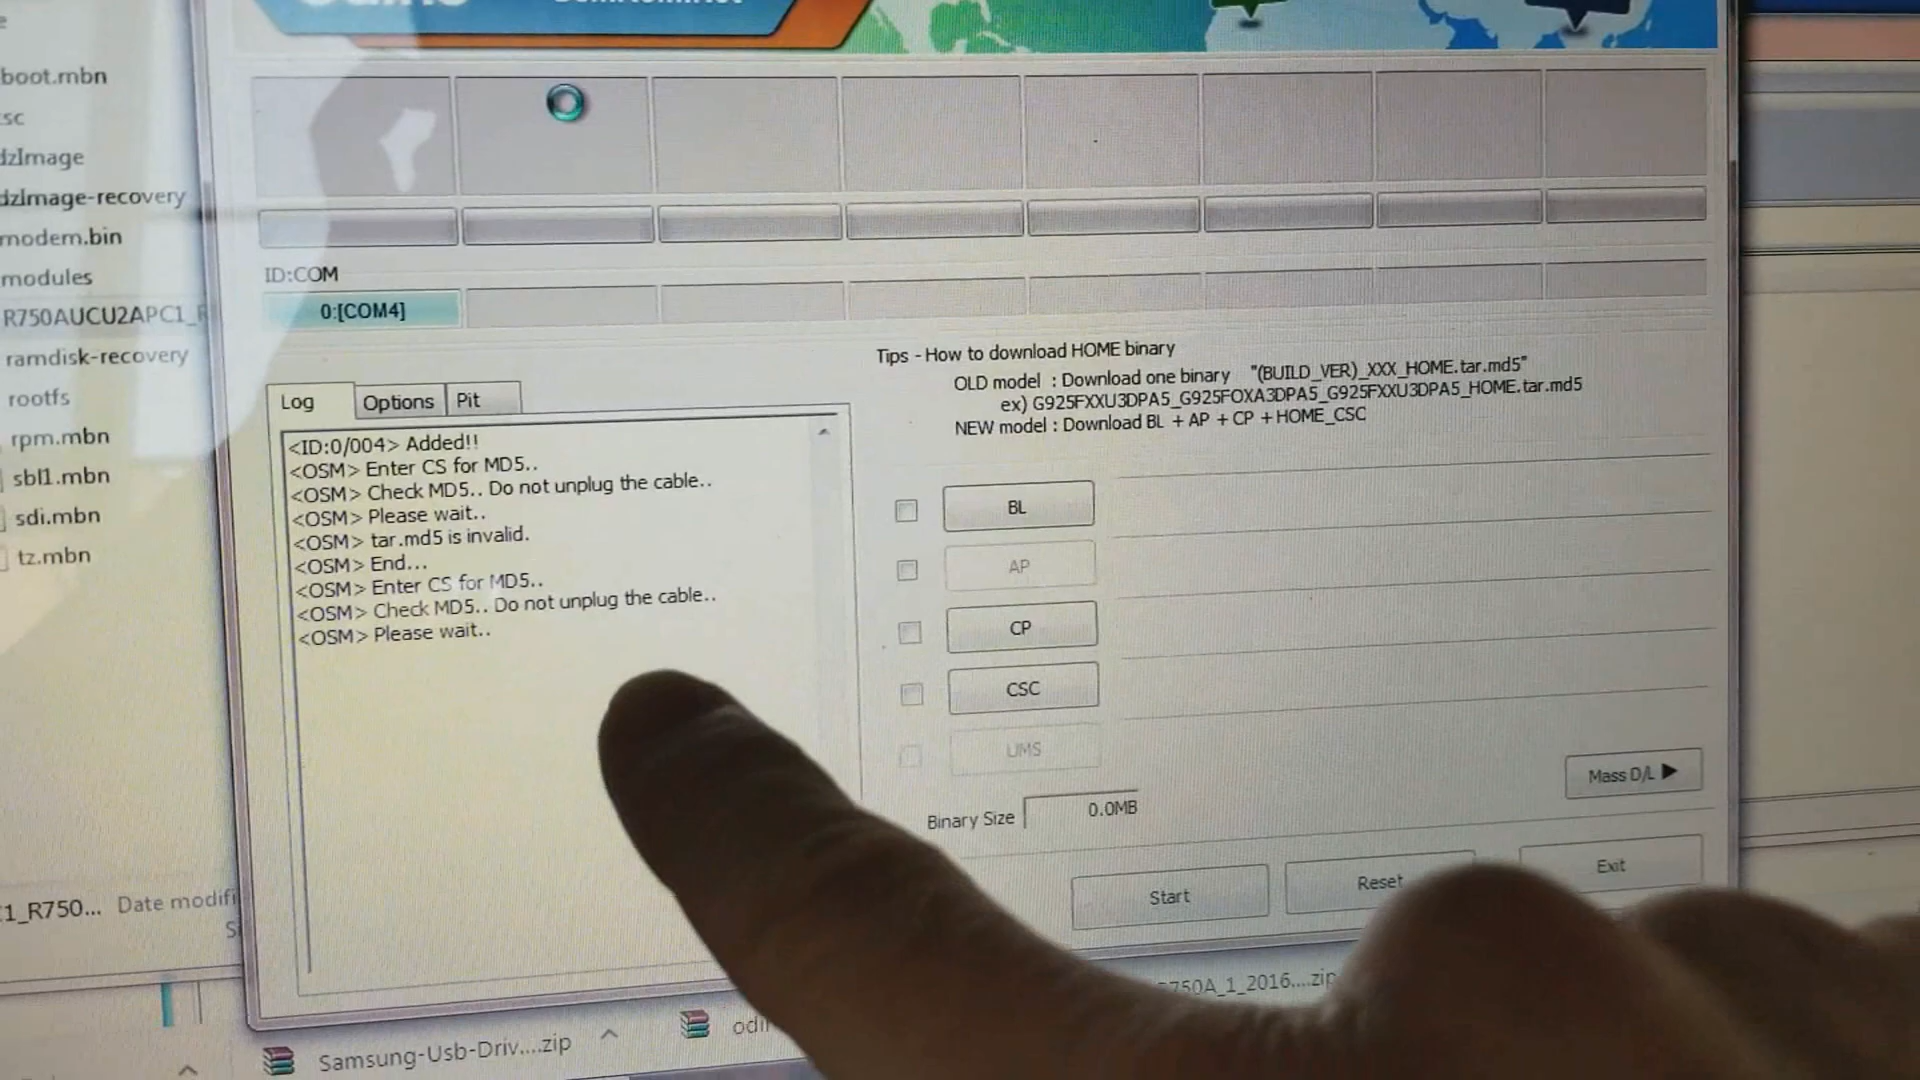 boot.mbn
sc
dzImage
dzImage-recovery
modem.bin
modules
R750AUCU2APC1_R
ramdisk-recovery
rootfs
rpm.mbn
sbl1.mbn
sdi.mbn
tz.mbn
1_R750... Date modifi
ID:COM
0:[COM4]
Log Options Pit
<ID:0/004> Added!!
<OSM> Enter CS for MD5..
<OSM> Check MD5.. Do not unplug the cable..
<OSM> Please wait..
<OSM> tar.md5 is invalid.
<OSM> End...
<OSM> Enter CS for MD5..
<OSM> Check MD5.. Do not unplug the cable..
<OSM> Please wait..
Tips - How to download HOME binary
OLD model : Download one binary "(BUILD_VER)_XXX_HOME.tar.md5"
ex) G925FXXU3DPA5_G925FOXA3DPA5_G925FXXU3DPA5_HOME.tar.md5
NEW model : Download BL + AP + CP + HOME_CSC
BL
AP
CP
CSC
UMS
Mass D/L
Binary Size 0.0MB
Start Reset Exit
Samsung-Usb-Driv....zip
odi
750A_1_2016....zip